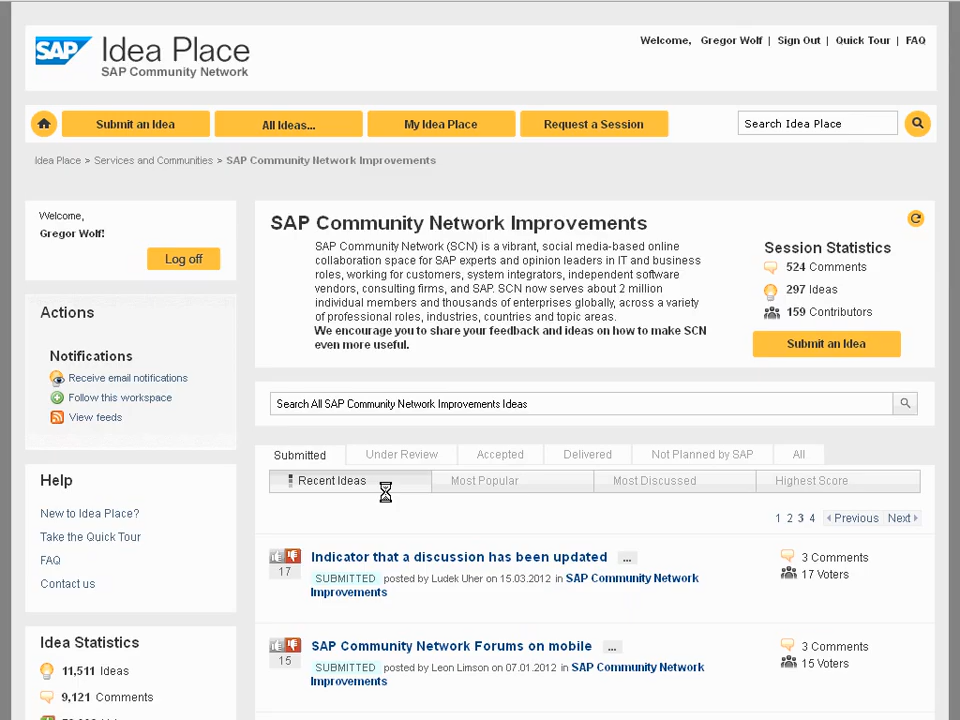 SAP Idea Place
SAP Community Network
Welcome, Gregor Wolf | Sign Out | Quick Tour | FAQ
Submit an Idea
All Ideas...
My Idea Place
Request a Session
Search Idea Place
Idea Place > Services and Communities > SAP Community Network Improvements
Welcome,
Gregor Wolf!
Log off
Actions
Notifications
Receive email notifications
Follow this workspace
View feeds
Help
New to Idea Place?
Take the Quick Tour
FAQ
Contact us
Idea Statistics
11,511 Ideas
9,121 Comments
SAP Community Network Improvements
SAP Community Network (SCN) is a vibrant, social media-based online
collaboration space for SAP experts and opinion leaders in IT and business
roles, working for customers, system integrators, independent software
vendors, consulting firms, and SAP. SCN now serves about 2 million
individual members and thousands of enterprises globally, across a variety
of professional roles, industries, countries and topic areas.
We encourage you to share your feedback and ideas on how to make SCN
even more useful.
Session Statistics
524 Comments
297 Ideas
159 Contributors
Submit an Idea
Search All SAP Community Network Improvements Ideas
Submitted
Under Review
Accepted
Delivered
Not Planned by SAP
All
Recent Ideas
Most Popular
Most Discussed
Highest Score
1 2 3 4 Previous Next
Indicator that a discussion has been updated ...
17
SUBMITTED posted by Ludek Uher on 15.03.2012 in SAP Community Network
Improvements
3 Comments
17 Voters
SAP Community Network Forums on mobile ...
15
SUBMITTED posted by Leon Limson on 07.01.2012 in SAP Community Network
Improvements
3 Comments
15 Voters